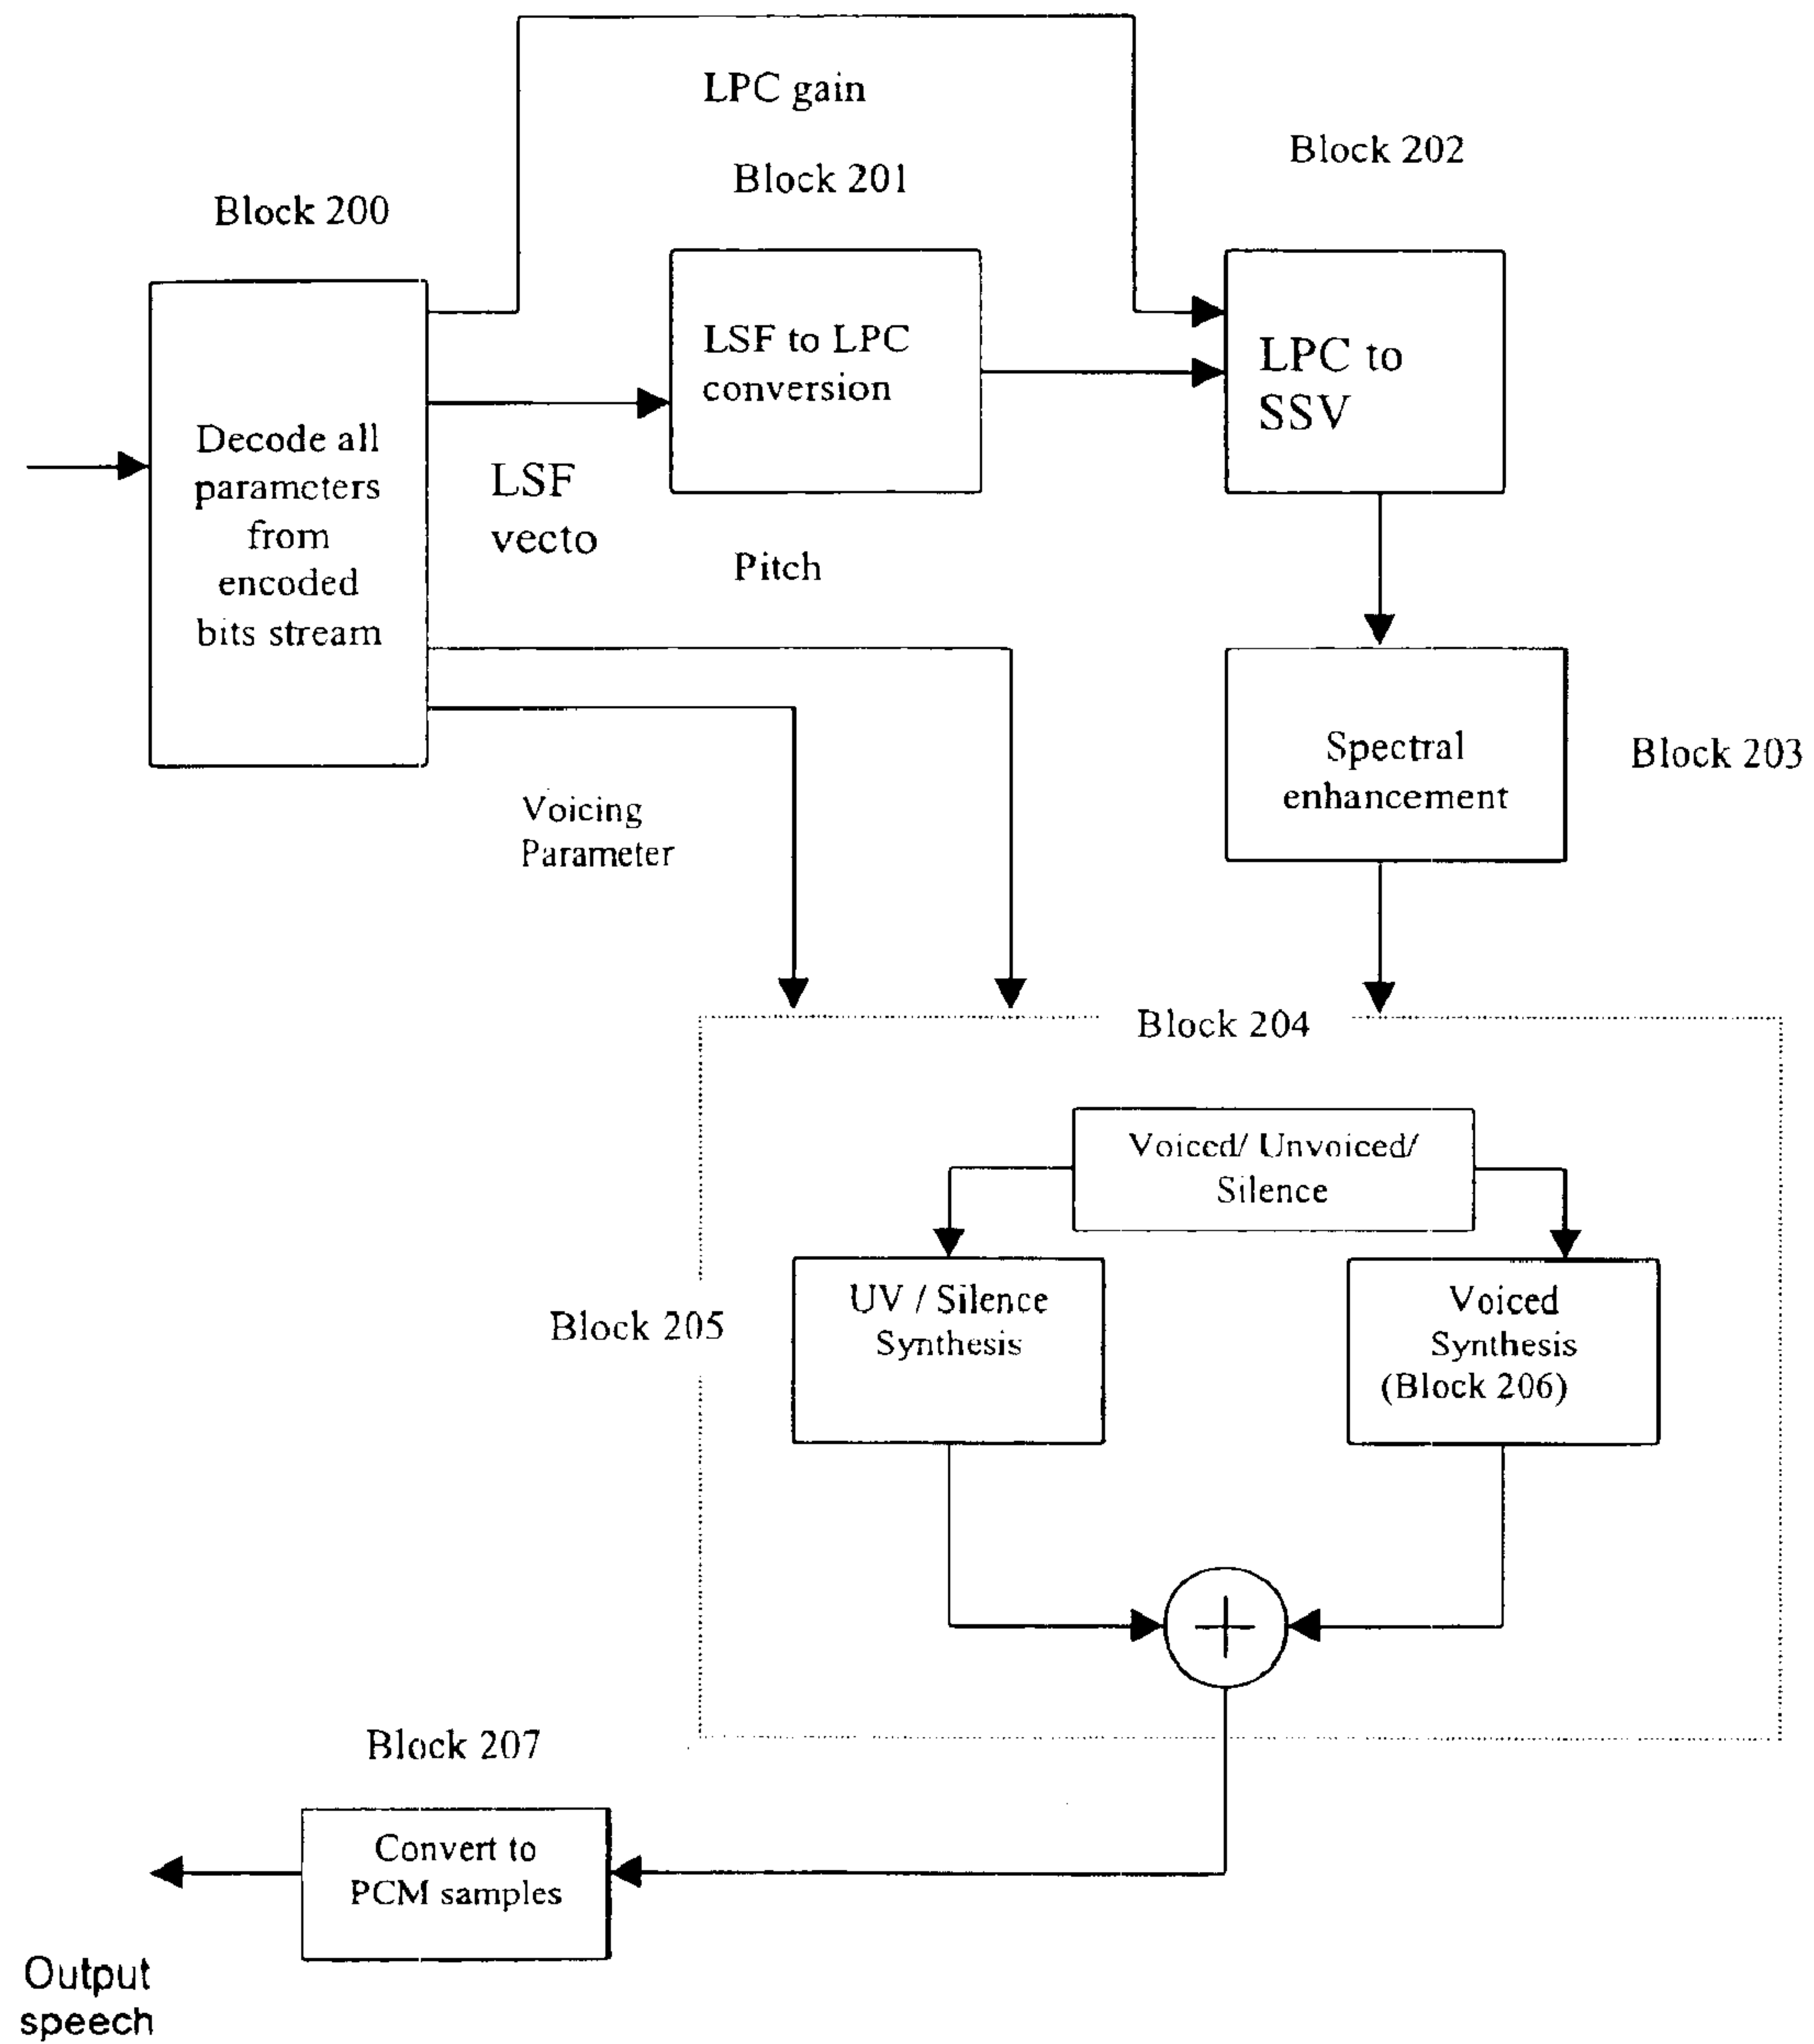 LPC gain
Block 202
Block 201
Block 200
LSF to LPC
conversion
LPC to
SSV
Decode all
parameters
from
encoded
bits stream
LSF
vecto
Pitch
Spectral
enhancement
Block 203
Voicing
Parameter
Block 204
Voiced/ Unvoiced/
Silence
Block 205
UV / Silence
Synthesis
Voiced
Synthesis
(Block 206)
Block 207
Convert to
PCM samples
Output
speech